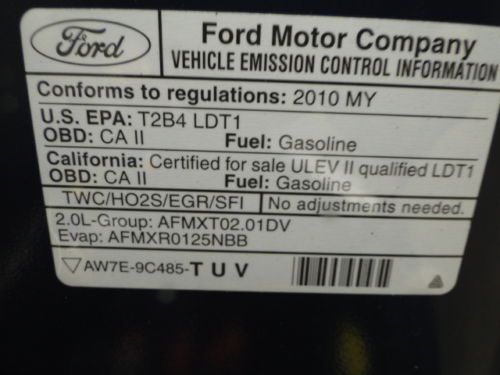 Ford
Ford Motor Company
VEHICLE EMISSION CONTROL INFORMATION
Conforms to regulations: 2010 MY
U.S. EPA: T2B4 LDT1
OBD: CA II Fuel: Gasoline
California: Certified for sale ULEV II qualified LDT1
OBD: CA II Fuel: Gasoline
TWC/HO2S/EGR/SFI No adjustments needed.
2.0L-Group: AFMXT02.01DV
Evap: AFMXR0125NBB
AW7E-9C485-T U V